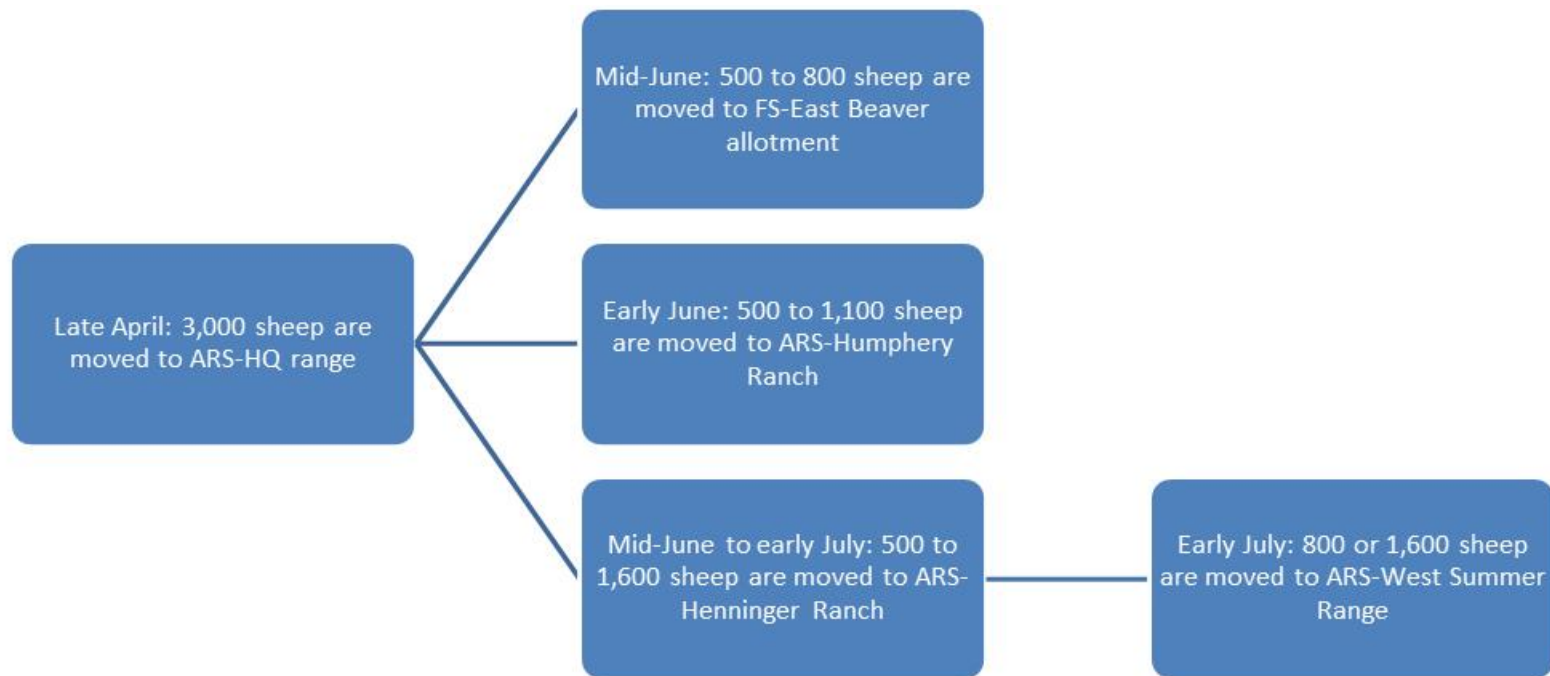 Late April: 3,000 sheep are
moved to ARS-HQ range
Mid-June: 500 to 800 sheep are
moved to FS-East Beaver
allotment
Early June: 500 to 1,100 sheep
are moved to ARS-Humphery
Ranch
Mid-June to early July: 500 to
1,600 sheep are moved to ARS-
Henninger Ranch
Early July: 800 or 1,600 sheep
are moved to ARS-West Summer
Range